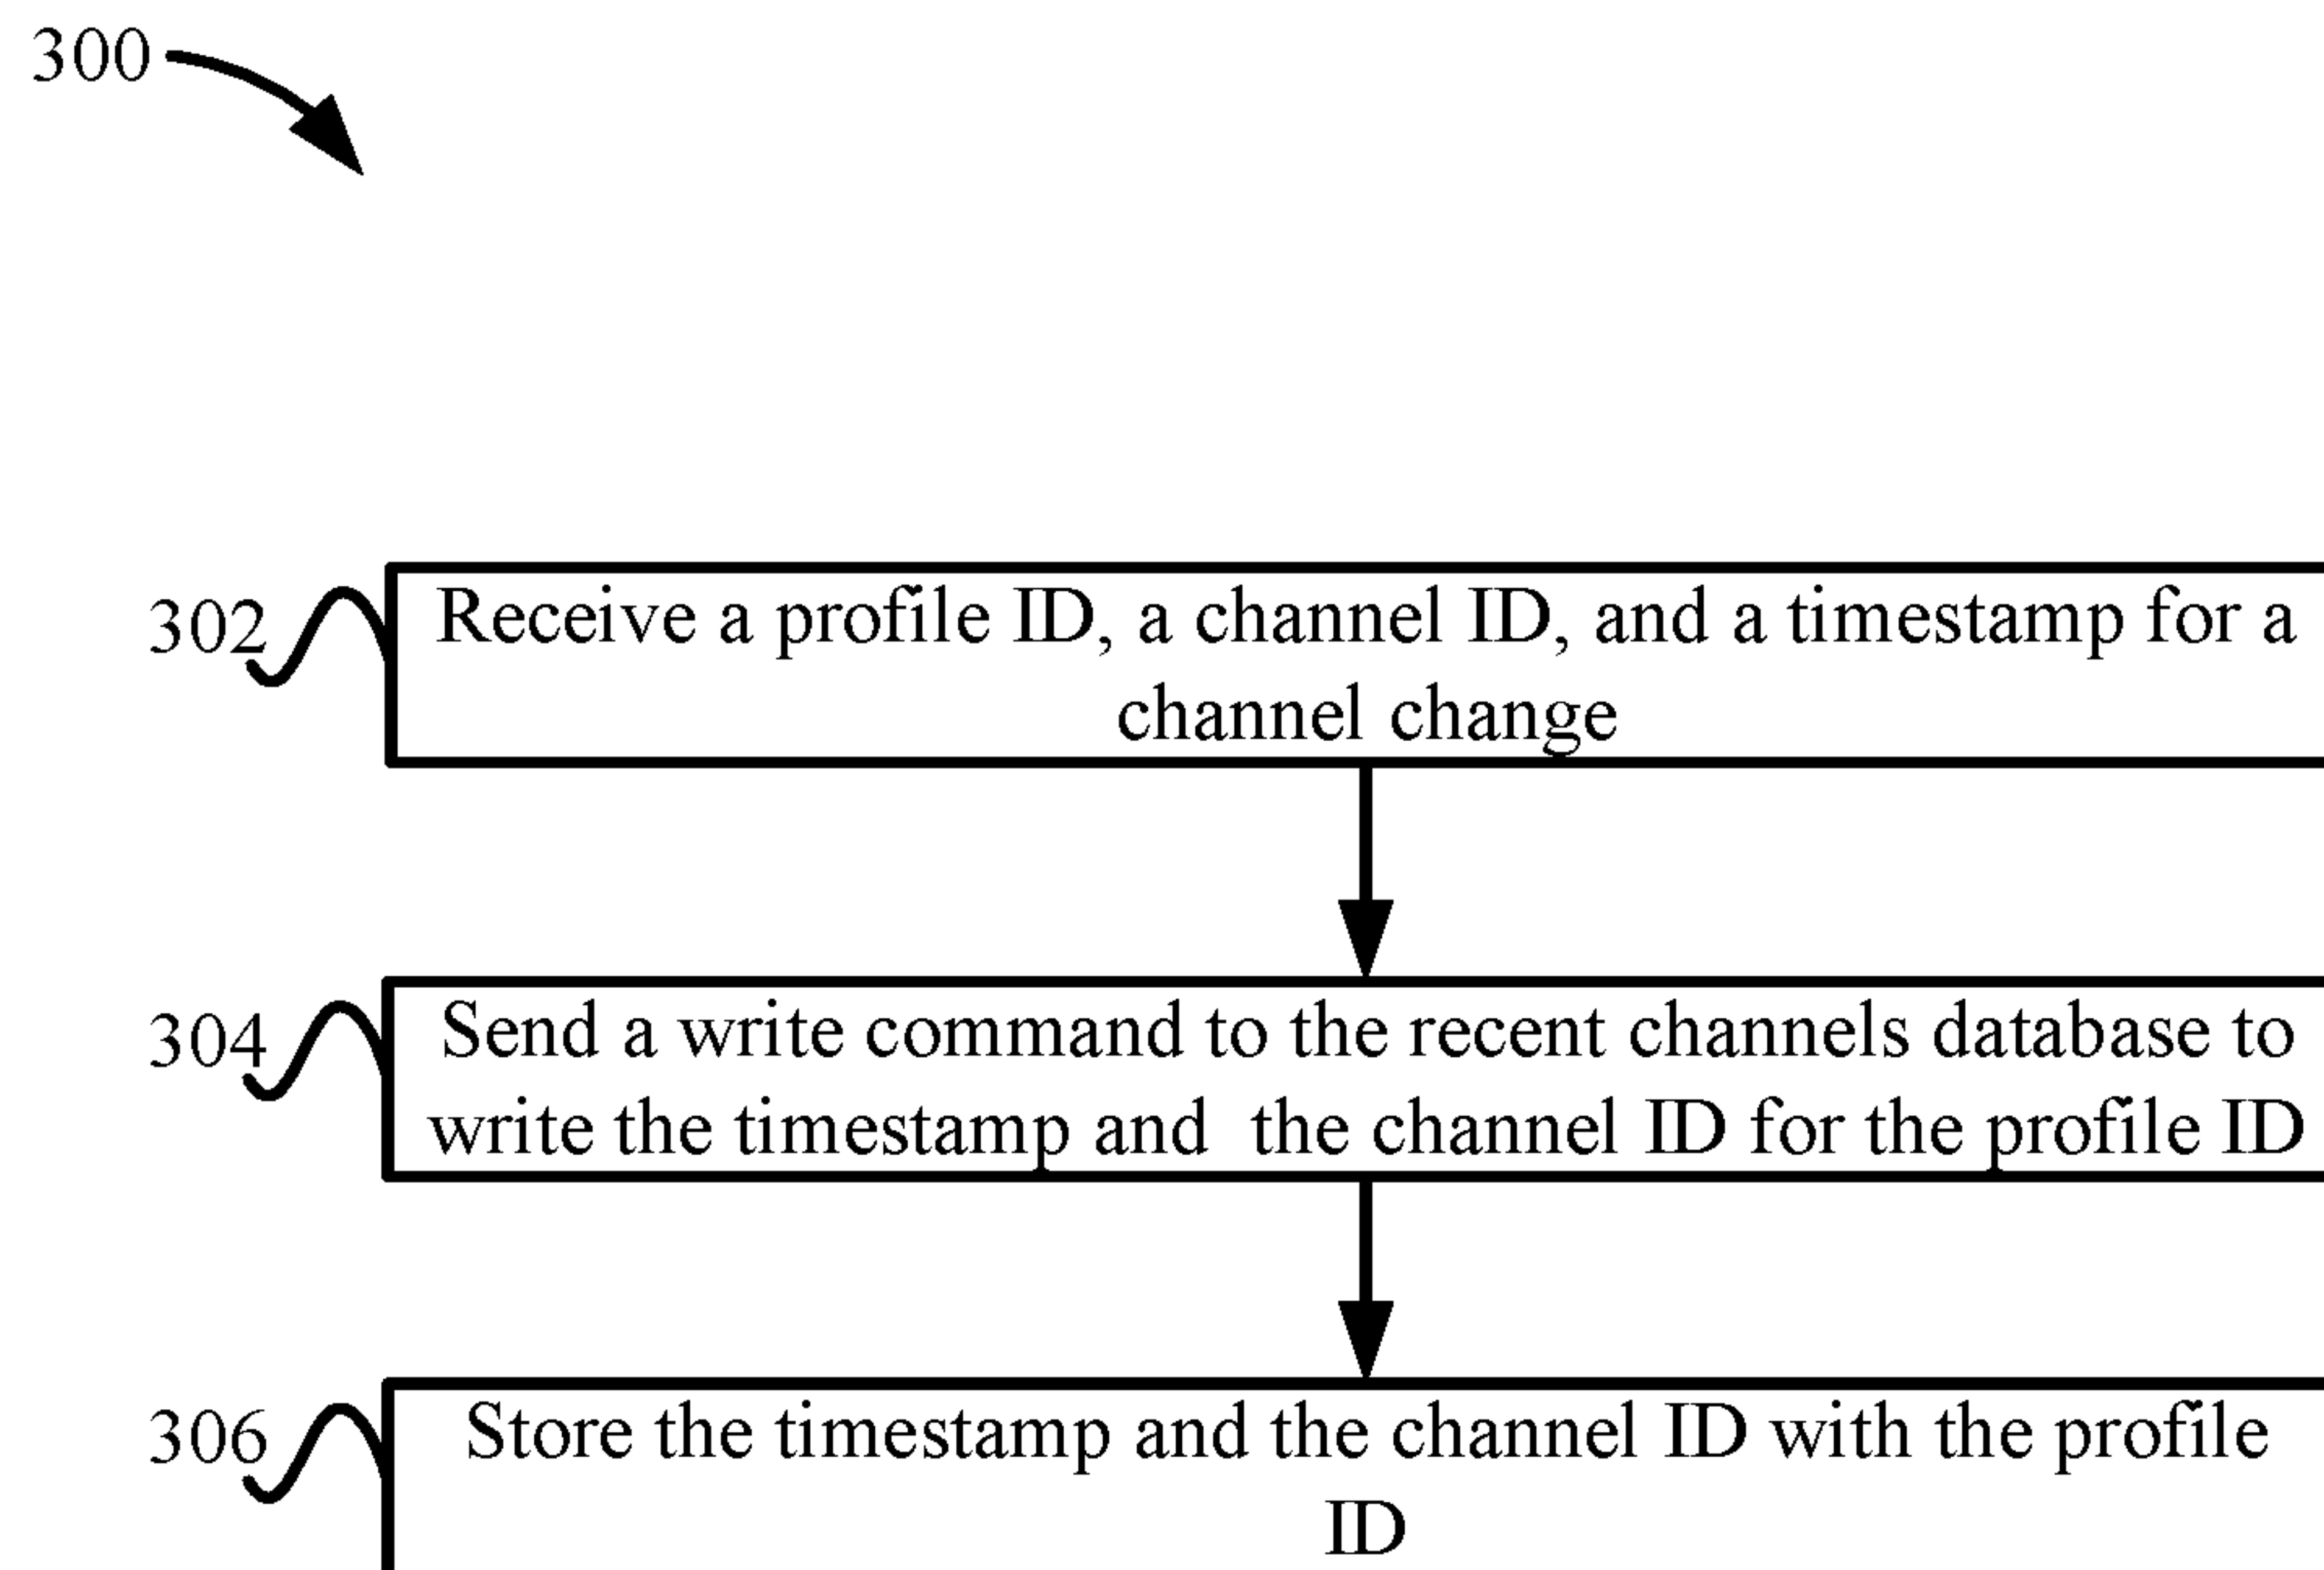 300
302
Receive a profile ID, a channel ID, and a timestamp for a
channel change
304
Send a write command to the recent channels database to
write the timestamp and the channel ID for the profile ID
306
Store the timestamp and the channel ID with the profile
ID